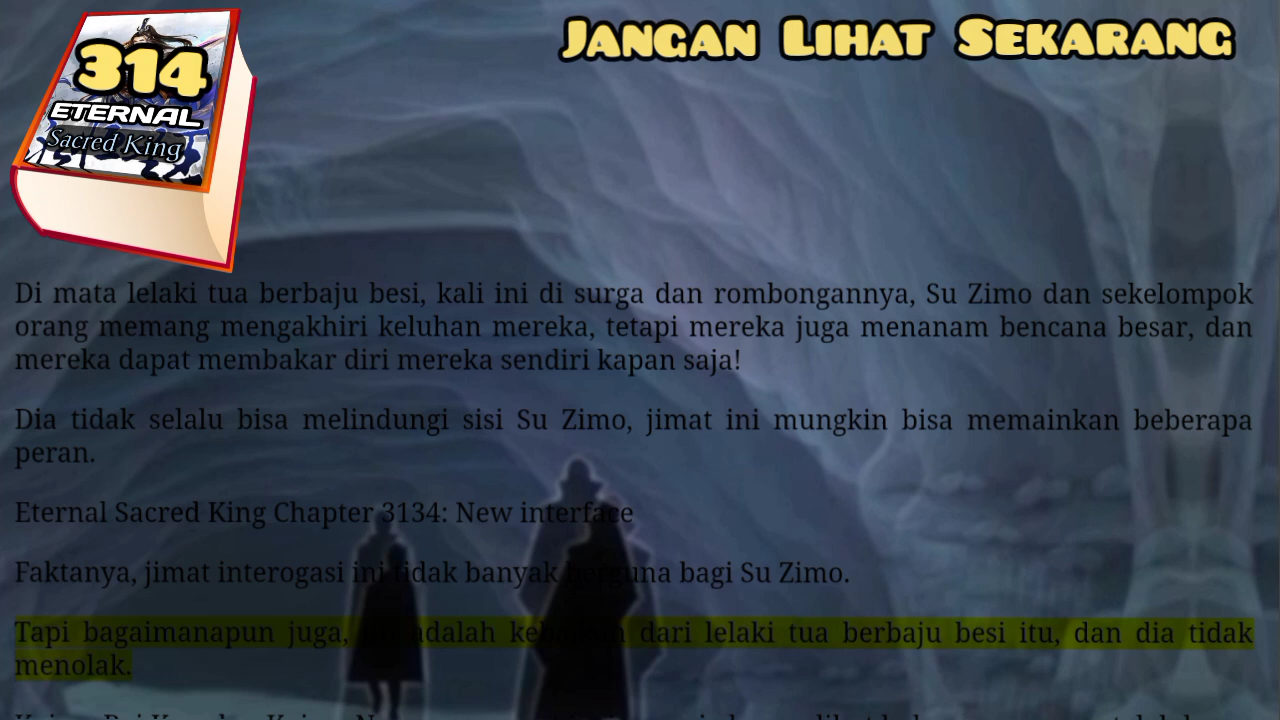 Jangan Lihat Sekarang
314
ETERNAL
Sacred King
Di mata lelaki tua berbaju besi, kali ini di surga dan rombongannya, Su Zimo dan sekelompok
orang memang mengakhiri keluhan mereka, tetapi mereka juga menanam bencana besar, dan
mereka dapat membakar diri mereka sendiri kapan saja!
Dia tidak selalu bisa melindungi sisi Su Zimo, jimat ini mungkin bisa memainkan beberapa
peran.
Eternal Sacred King Chapter 3134: New interface
Faktanya, jimat interogasi ini tidak banyak berguna bagi Su Zimo.
Tapi bagaimanapun juga, adalah dari lelaki tua berbaju besi itu, dan dia tidak
menolak.